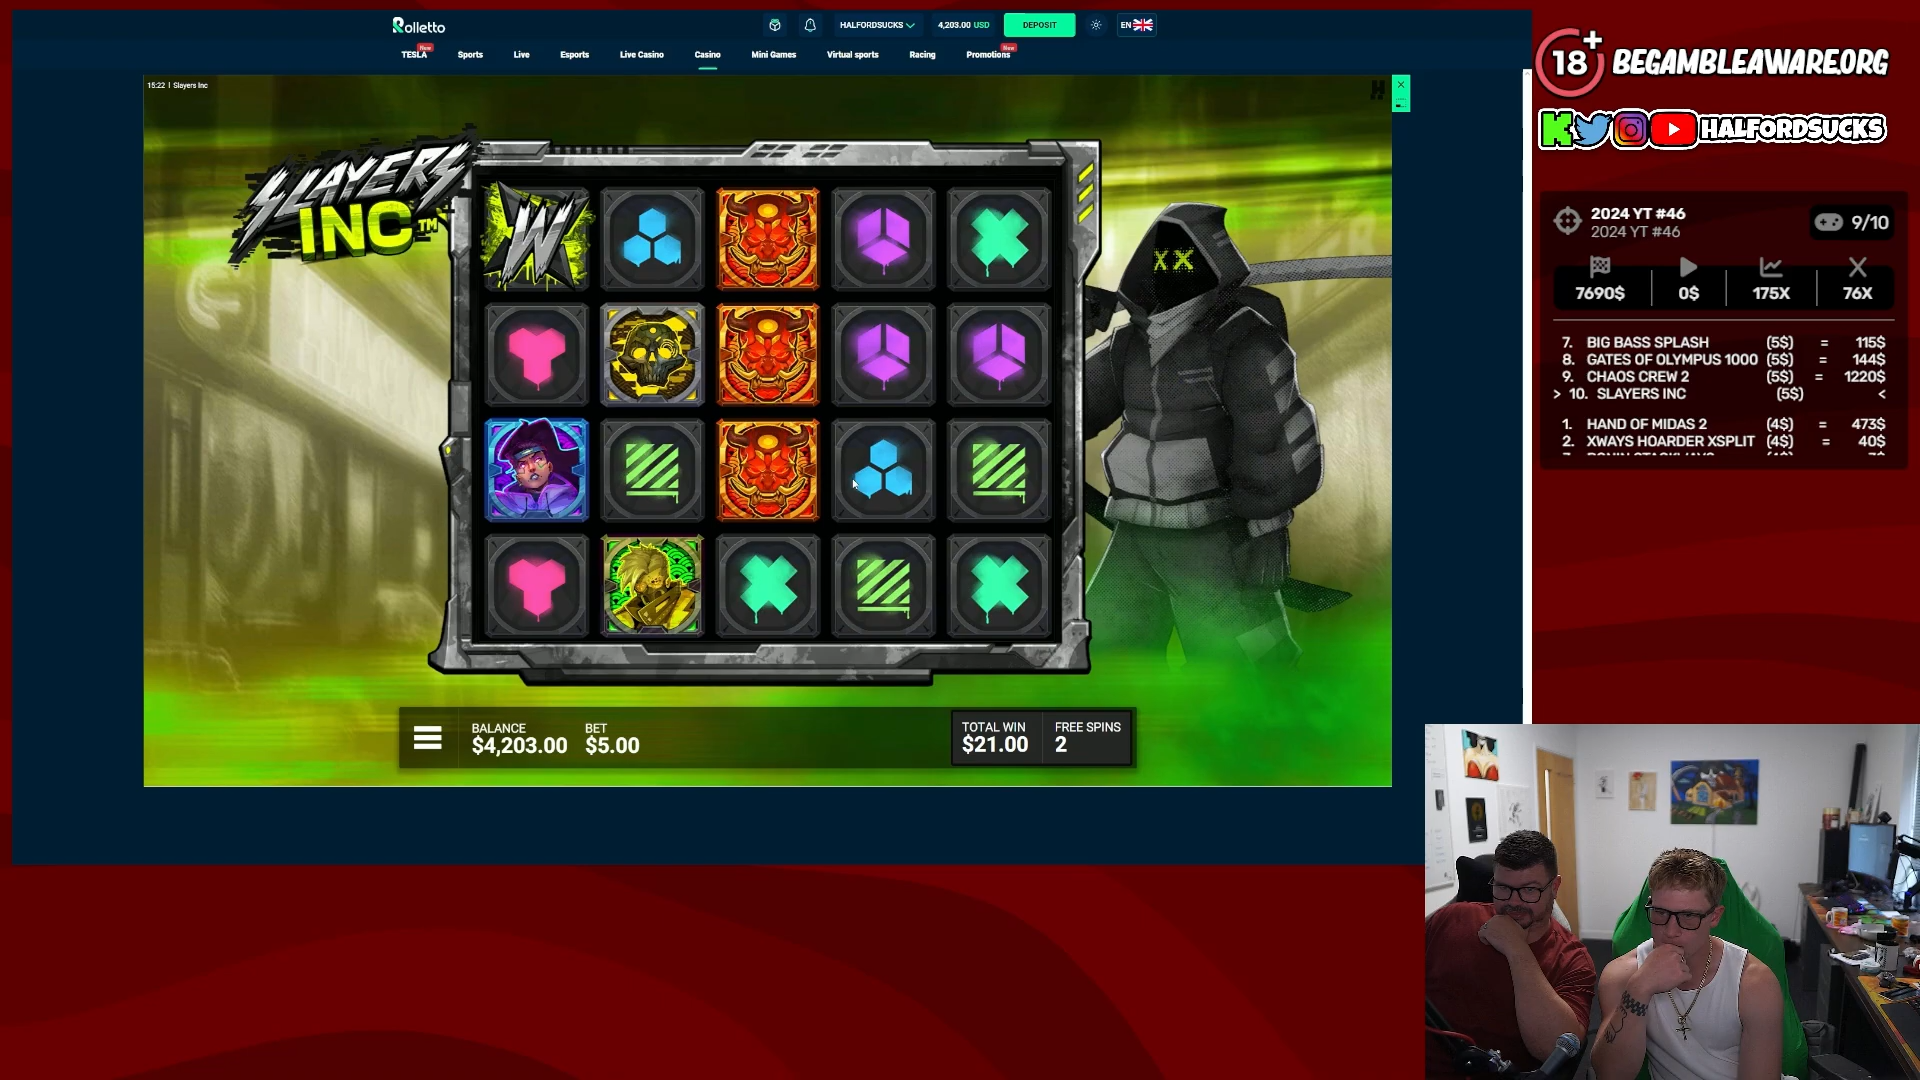 Rolletto
HALFORDSUCKS
4,203.00 USD
DEPOSIT
EN
TESLA New
Sports
Live
Esports
Live Casino
Casino
Mini Games
Virtual sports
Racing
Promotions New
15:22 | Slayers Inc
SLAYERS
INC™
W
XX
BALANCE
$4,203.00
BET
$5.00
TOTAL WIN
$21.00
FREE SPINS
2
18+ BEGAMBLEAWARE.ORG
K HALFORDSUCKS
2024 YT #46
2024 YT #46
9/10
7690$ 0$ 175X 76X
7. BIG BASS SPLASH (5$) = 115$
8. GATES OF OLYMPUS 1000 (5$) = 144$
9. CHAOS CREW 2 (5$) = 1220$
> 10. SLAYERS INC (5$) <
1. HAND OF MIDAS 2 (4$) = 473$
2. XWAYS HOARDER XSPLIT (4$) = 40$